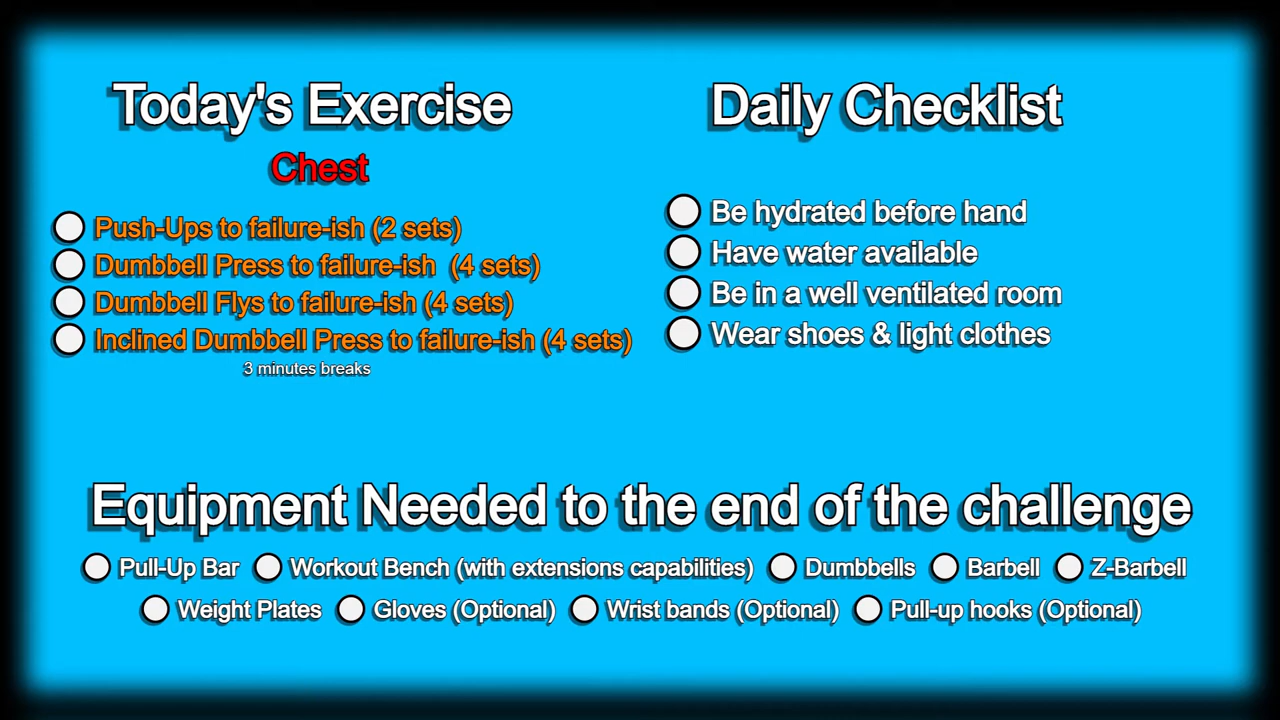 Today's Exercise
Chest
Push-Ups to failure-ish (2 sets)
Dumbbell Press to failure-ish (4 sets)
Dumbbell Flys to failure-ish (4 sets)
Inclined Dumbbell Press to failure-ish (4 sets)
3 minutes breaks
Daily Checklist
Be hydrated before hand
Have water available
Be in a well ventilated room
Wear shoes & light clothes
Equipment Needed to the end of the challenge
Pull-Up Bar Workout Bench (with extensions capabilities) Dumbbells Barbell Z-Barbell
Weight Plates Gloves (Optional) Wrist bands (Optional) Pull-up hooks (Optional)